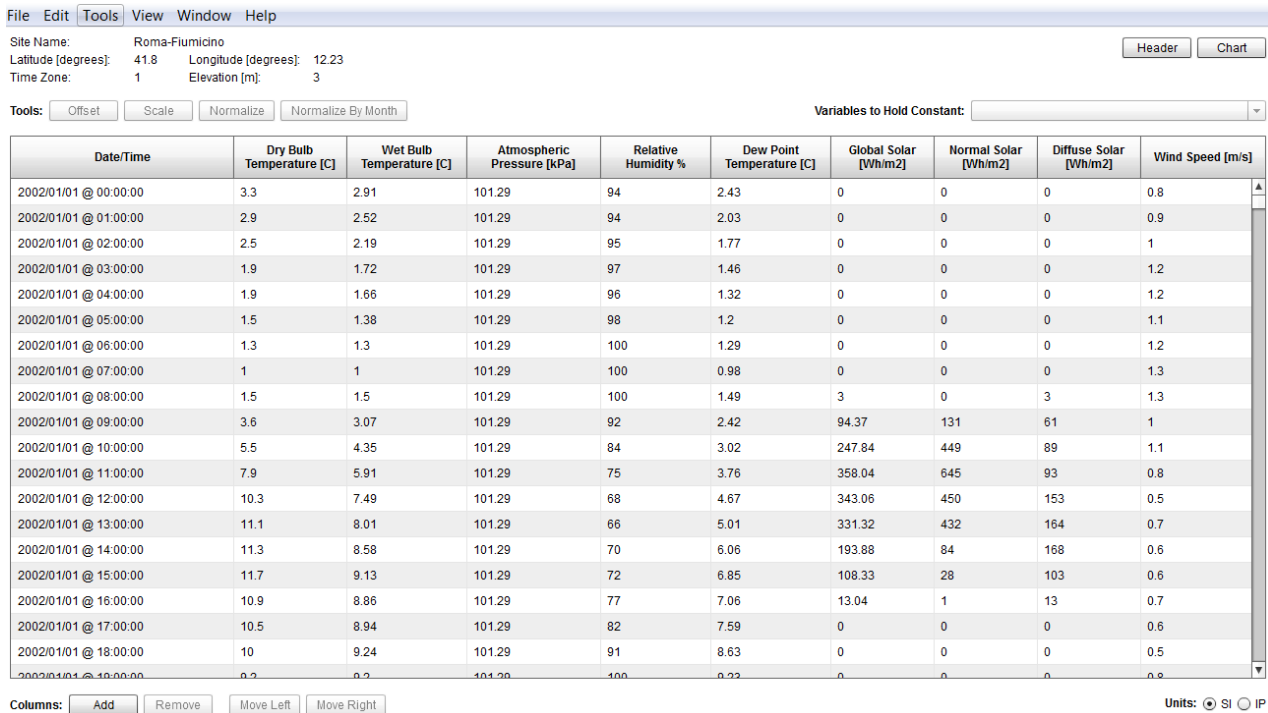 File Edit Tools View Window Help
Site Name: Roma-Fiumicino
Latitude [degrees]: 41.8 Longitude [degrees]: 12.23
Time Zone: 1 Elevation [m]: 3
Header Chart
Tools: Offset Scale Normalize Normalize By Month Variables to Hold Constant:
Date/Time Dry Bulb Temperature [C] Wet Bulb Temperature [C] Atmospheric Pressure [kPa] Relative Humidity % Dew Point Temperature [C] Global Solar [Wh/m2] Normal Solar [Wh/m2] Diffuse Solar [Wh/m2] Wind Speed [m/s]
2002/01/01 @ 00:00:00 3.3 2.91 101.29 94 2.43 0 0 0 0.8
2002/01/01 @ 01:00:00 2.9 2.52 101.29 94 2.03 0 0 0 0.9
2002/01/01 @ 02:00:00 2.5 2.19 101.29 95 1.77 0 0 0 1
2002/01/01 @ 03:00:00 1.9 1.72 101.29 97 1.46 0 0 0 1.2
2002/01/01 @ 04:00:00 1.9 1.66 101.29 96 1.32 0 0 0 1.2
2002/01/01 @ 05:00:00 1.5 1.38 101.29 98 1.2 0 0 0 1.1
2002/01/01 @ 06:00:00 1.3 1.3 101.29 100 1.29 0 0 0 1.2
2002/01/01 @ 07:00:00 1 1 101.29 100 0.98 0 0 0 1.3
2002/01/01 @ 08:00:00 1.5 1.5 101.29 100 1.49 3 0 3 1.3
2002/01/01 @ 09:00:00 3.6 3.07 101.29 92 2.42 94.37 131 61 1
2002/01/01 @ 10:00:00 5.5 4.35 101.29 84 3.02 247.84 449 89 1.1
2002/01/01 @ 11:00:00 7.9 5.91 101.29 75 3.76 358.04 645 93 0.8
2002/01/01 @ 12:00:00 10.3 7.49 101.29 68 4.67 343.06 450 153 0.5
2002/01/01 @ 13:00:00 11.1 8.01 101.29 66 5.01 331.32 432 164 0.7
2002/01/01 @ 14:00:00 11.3 8.58 101.29 70 6.06 193.88 84 168 0.6
2002/01/01 @ 15:00:00 11.7 9.13 101.29 72 6.85 108.33 28 103 0.6
2002/01/01 @ 16:00:00 10.9 8.86 101.29 77 7.06 13.04 1 13 0.7
2002/01/01 @ 17:00:00 10.5 8.94 101.29 82 7.59 0 0 0 0.6
2002/01/01 @ 18:00:00 10 9.24 101.29 91 8.63 0 0 0 0.5
Columns: Add Remove Move Left Move Right Units: SI IP